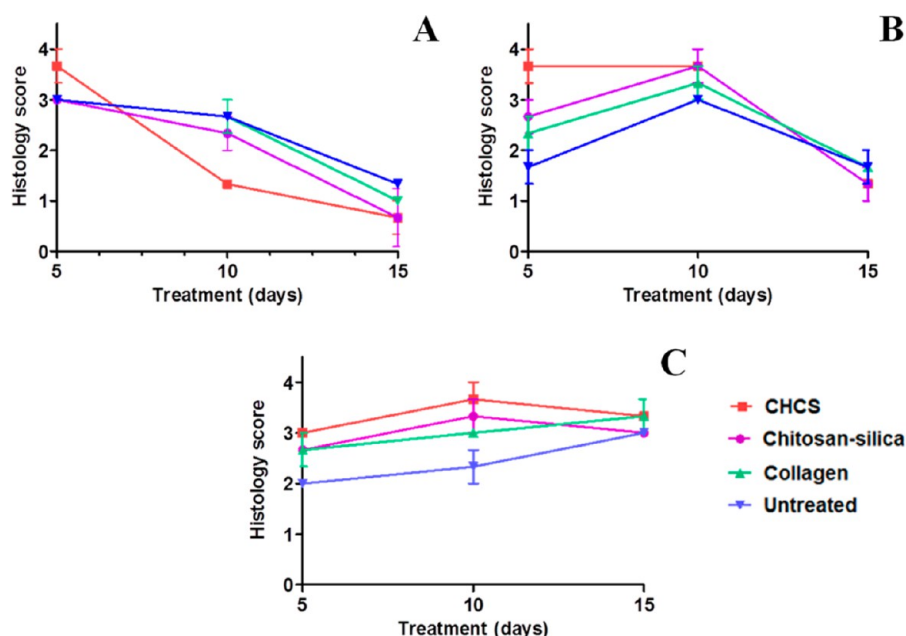 A
Histology score
4
3
2
1
0
5
10
15
Treatment (days)
B
Histology score
4
3
2
1
0
5
10
15
Treatment (days)
C
Histology score
4
3
2
1
0
5
10
15
Treatment (days)
CHCS
Chitosan-silica
Collagen
Untreated